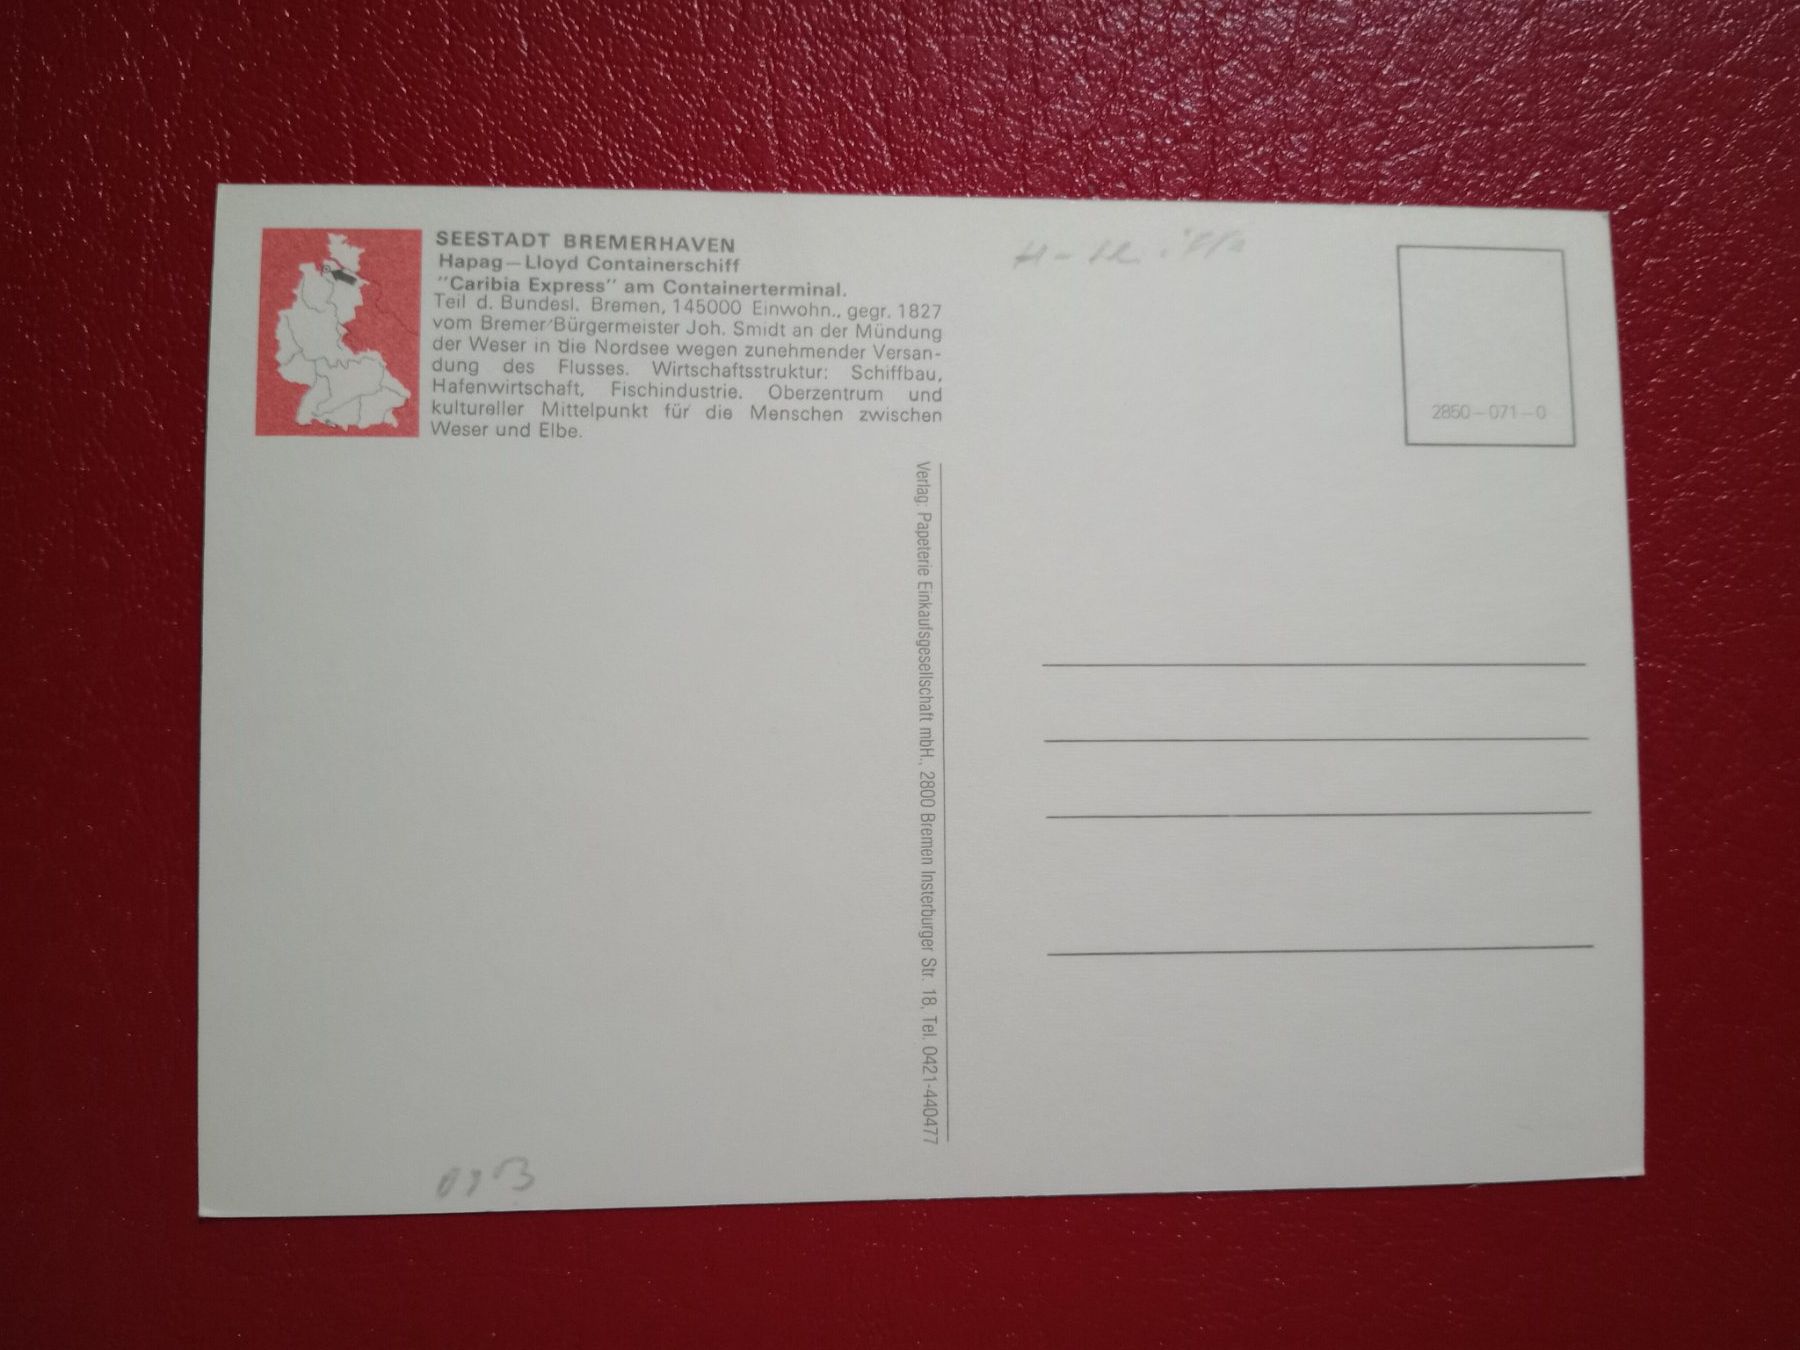 SEESTADT BREMERHAVEN
Hapag-Lloyd Containerschiff
"Caribia Express" am Containerterminal.
Teil d. Bundesl. Bremen, 145000 Einwohn., gegr. 1827
vom Bremer Bürgermeister Joh. Smidt an der Mündung
der Weser in die Nordsee wegen zunehmender Versan-
dung des Flusses. Wirtschaftsstruktur: Schiffbau,
Hafenwirtschaft, Fischindustrie. Oberzentrum und
kultureller Mittelpunkt für die Menschen zwischen
Weser und Elbe.
Verlag: Papeterie Einkaufsgesellschaft mbH., 2800 Bremen Insterburger Str. 18, Tel. 0421-440477
2850-071-0